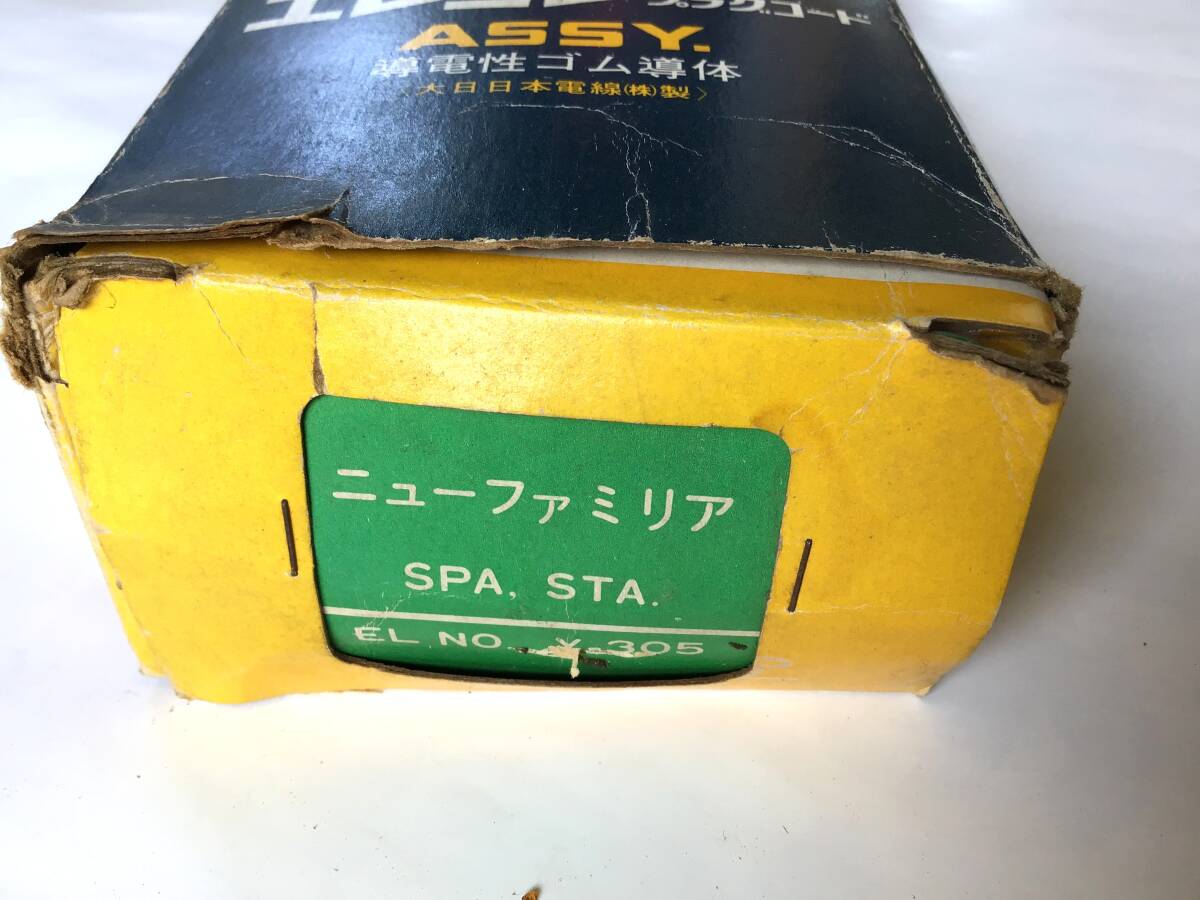 プラグコード
ASSY.
導電性ゴム導体
〈大日日本電線(株)製〉
ニューファミリア
SPA, STA.
EL NO. 305